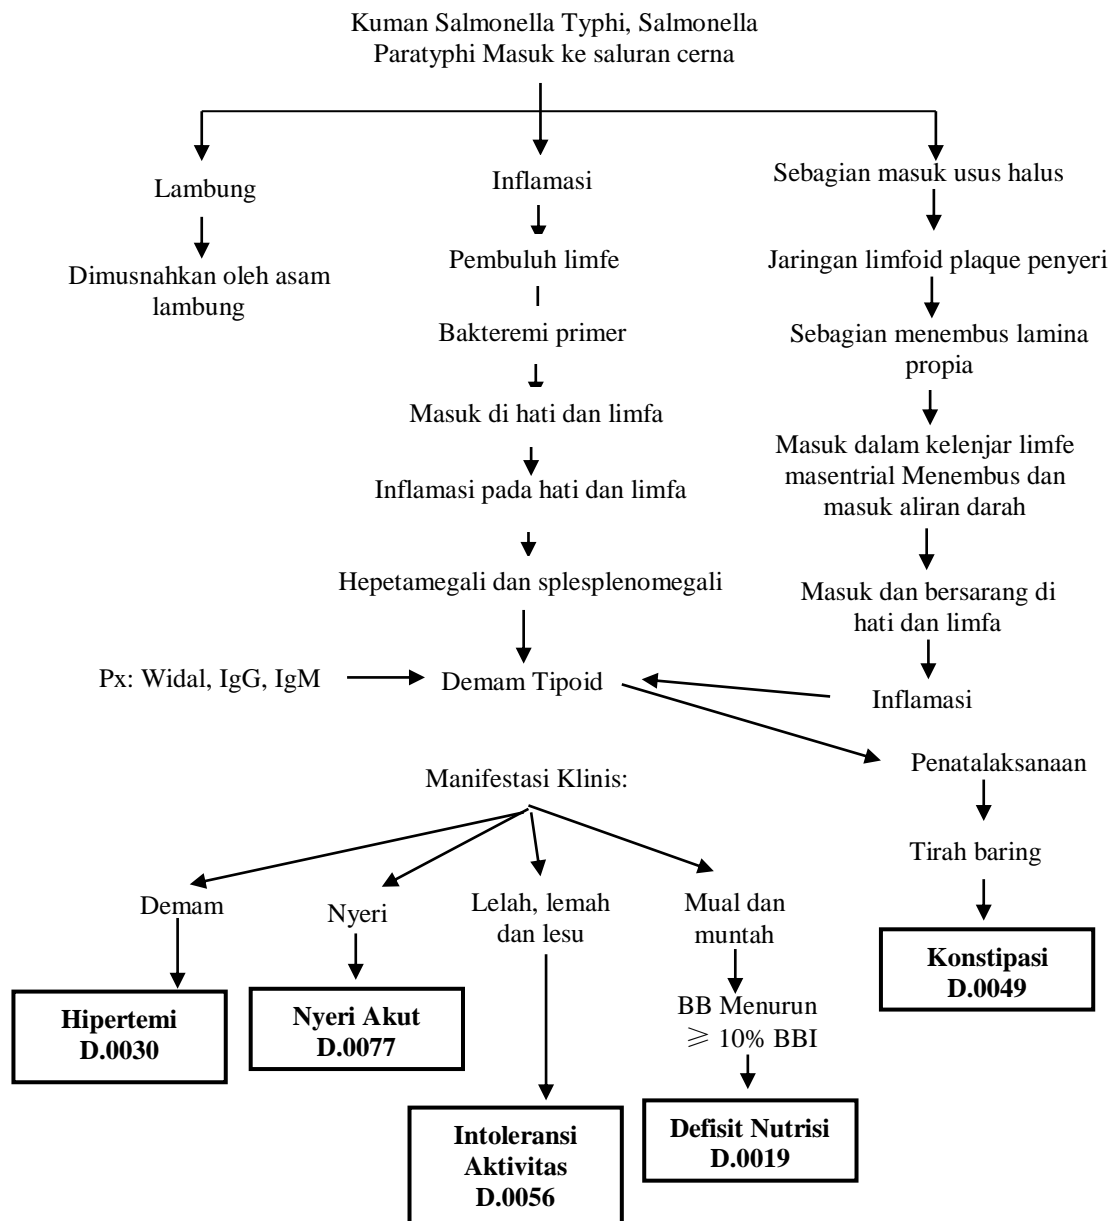 Kuman Salmonella Typhi, Salmonella
Paratyphi Masuk ke saluran cerna
Lambung
Dimusnahkan oleh asam
lambung
Inflamasi
Pembuluh limfe
Bakteremi primer
Masuk di hati dan limfa
Inflamasi pada hati dan limfa
Hepetamegali dan splesplenomegali
Sebagian masuk usus halus
Jaringan limfoid plaque penyeri
Sebagian menembus lamina
propia
Masuk dalam kelenjar limfe
masentrial Menembus dan
masuk aliran darah
Masuk dan bersarang di
hati dan limfa
Inflamasi
Px: Widal, IgG, IgM
Demam Tipoid
Penatalaksanaan
Tirah baring
Konstipasi
D.0049
Manifestasi Klinis:
Demam
Hipertemi
D.0030
Nyeri
Nyeri Akut
D.0077
Lelah, lemah
dan lesu
Intoleransi
Aktivitas
D.0056
Mual dan
muntah
BB Menurun
≥ 10% BBI
Defisit Nutrisi
D.0019